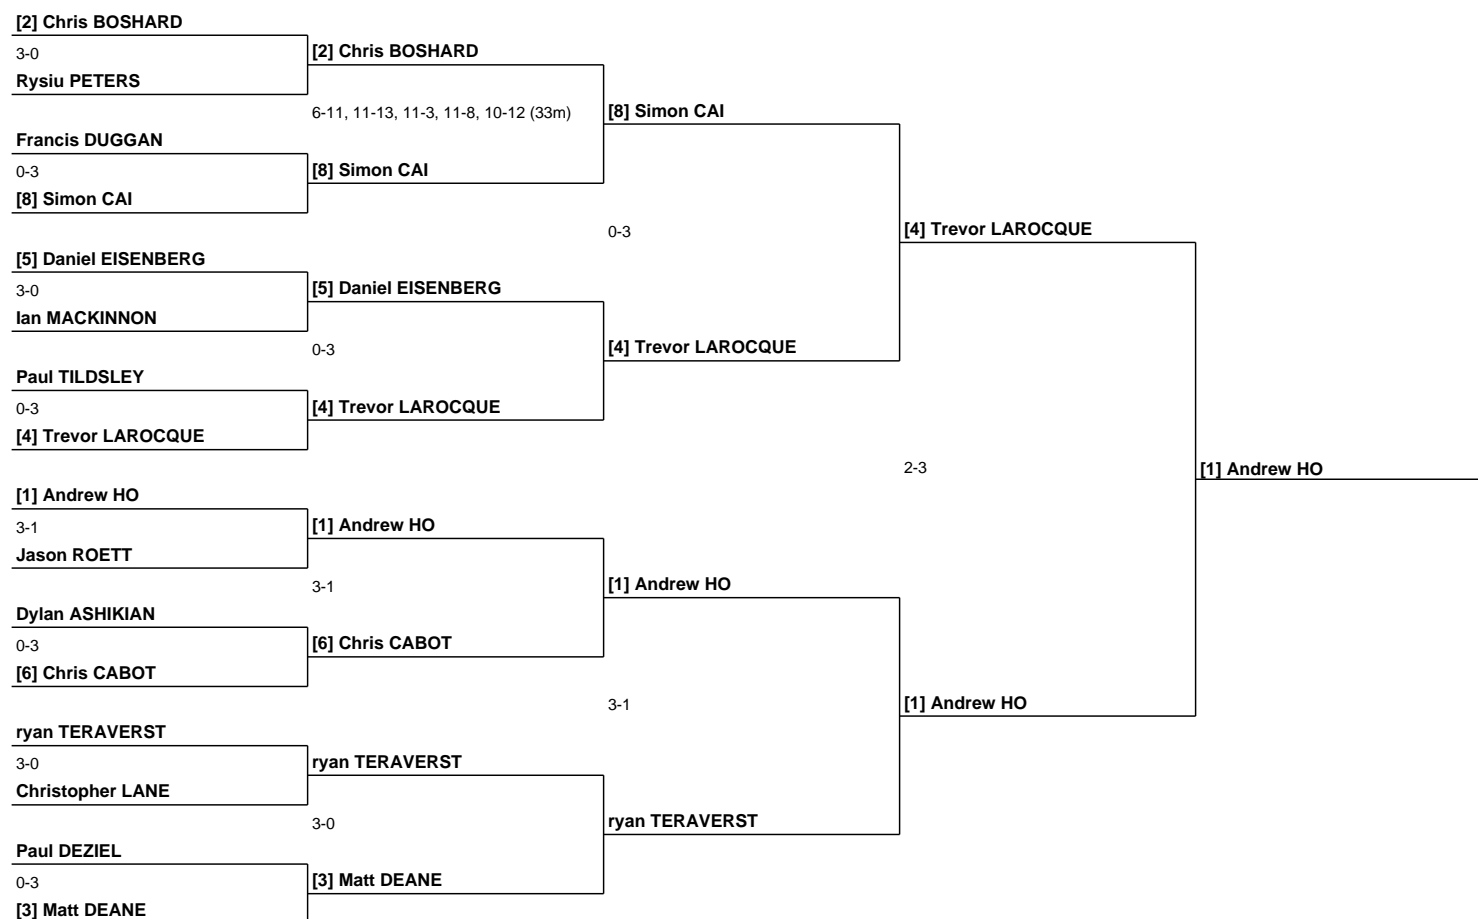 [2] Chris BOSHARD
3-0
Rysiu PETERS
[2] Chris BOSHARD
6-11, 11-13, 11-3, 11-8, 10-12 (33m)
Francis DUGGAN
0-3
[8] Simon CAI
[8] Simon CAI
[8] Simon CAI
0-3
[5] Daniel EISENBERG
3-0
Ian MACKINNON
[5] Daniel EISENBERG
0-3
Paul TILDSLEY
0-3
[4] Trevor LAROCQUE
[4] Trevor LAROCQUE
[4] Trevor LAROCQUE
[4] Trevor LAROCQUE
2-3
[1] Andrew HO
[1] Andrew HO
3-1
Jason ROETT
[1] Andrew HO
3-1
Dylan ASHIKIAN
0-3
[6] Chris CABOT
[6] Chris CABOT
[1] Andrew HO
3-1
[1] Andrew HO
ryan TERAVERST
3-0
Christopher LANE
ryan TERAVERST
3-0
Paul DEZIEL
0-3
[3] Matt DEANE
[3] Matt DEANE
ryan TERAVERST